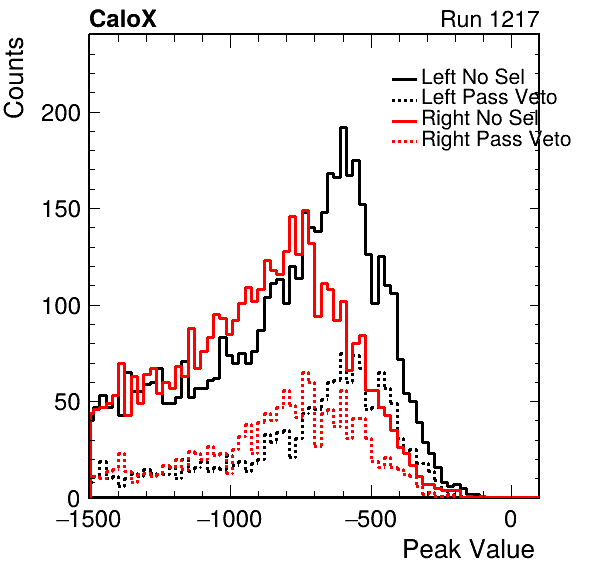 CaloX Run 1217
Counts
Left No Sel
Left Pass Veto
Right No Sel
Right Pass Veto
200
150
100
50
0
−1500 −1000 −500 0
Peak Value